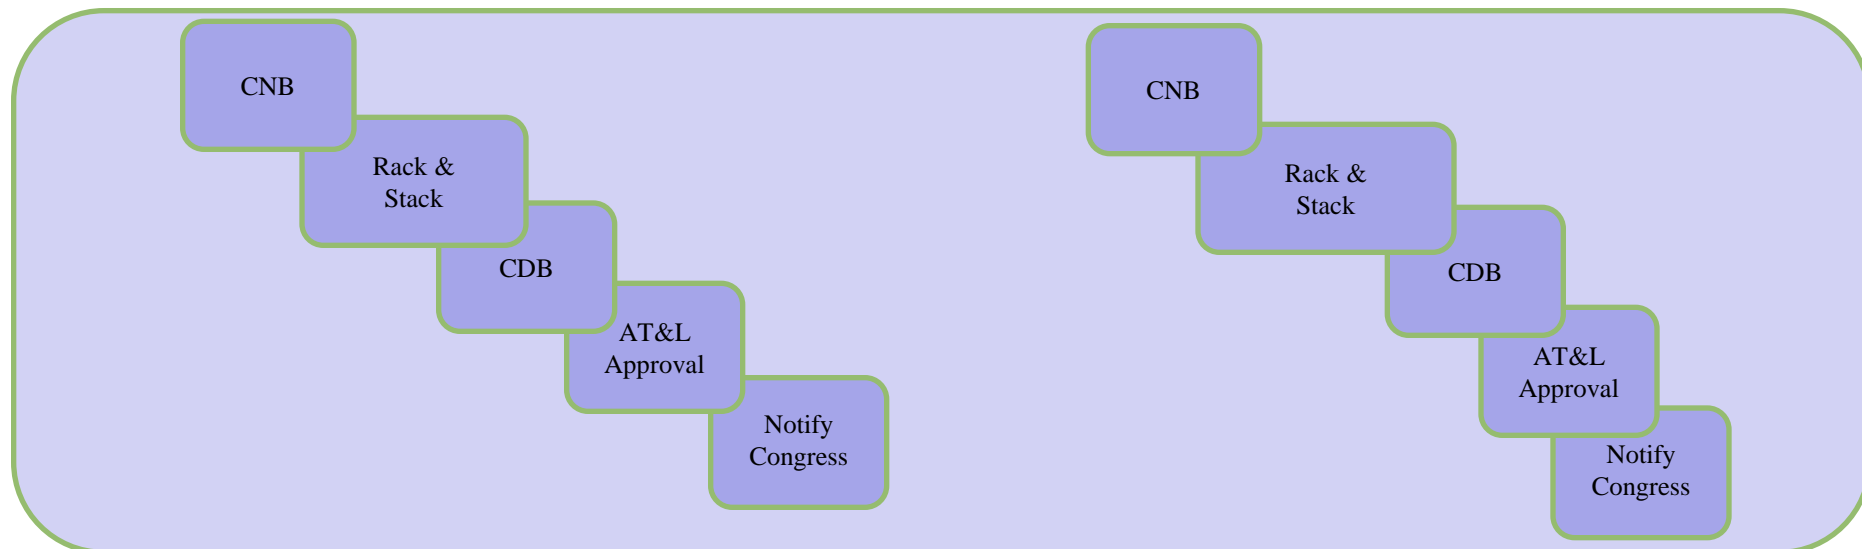 CNB
Rack &
Stack
CDB
AT&L
Approval
Notify
Congress
CNB
Rack &
Stack
CDB
AT&L
Approval
Notify
Congress